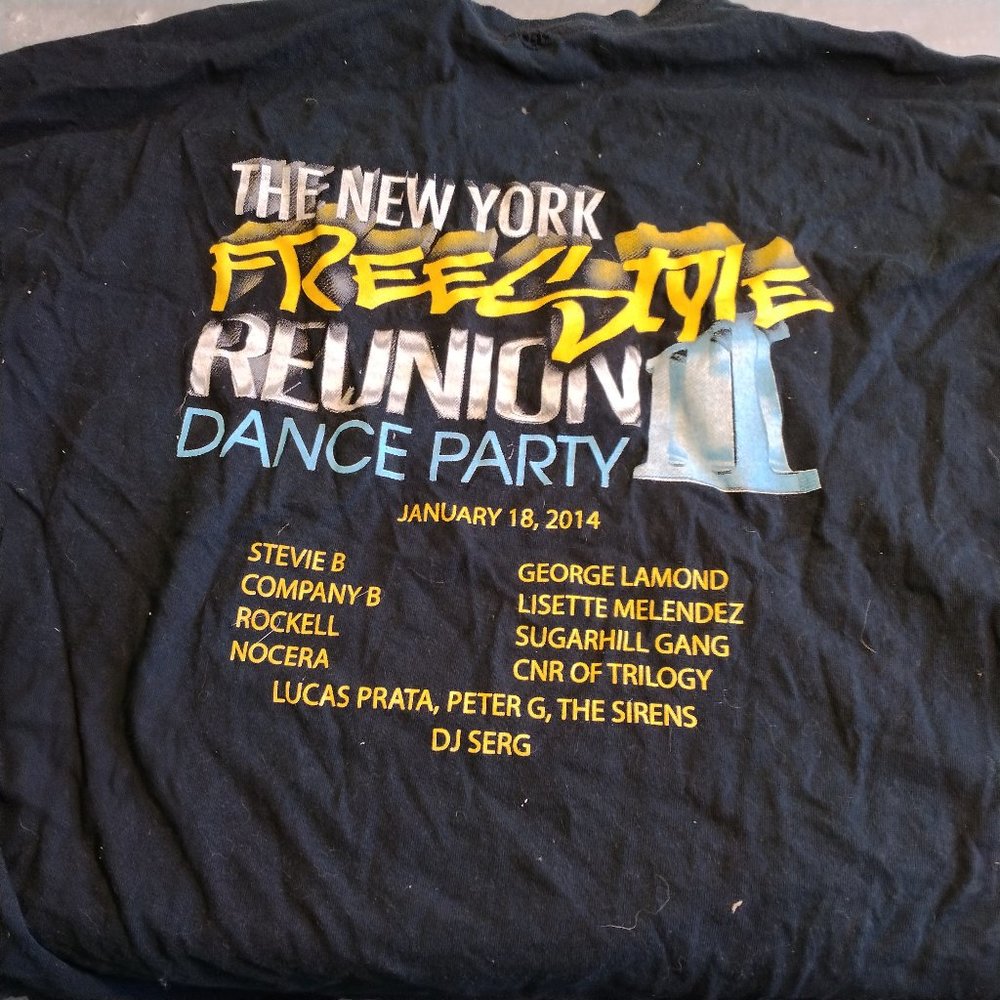 THE NEW YORK
FREESTYLE
REUNION III
DANCE PARTY
JANUARY 18, 2014
STEVIE B
COMPANY B
ROCKELL
NOCERA
GEORGE LAMOND
LISETTE MELENDEZ
SUGARHILL GANG
CNR OF TRILOGY
LUCAS PRATA, PETER G, THE SIRENS
DJ SERG